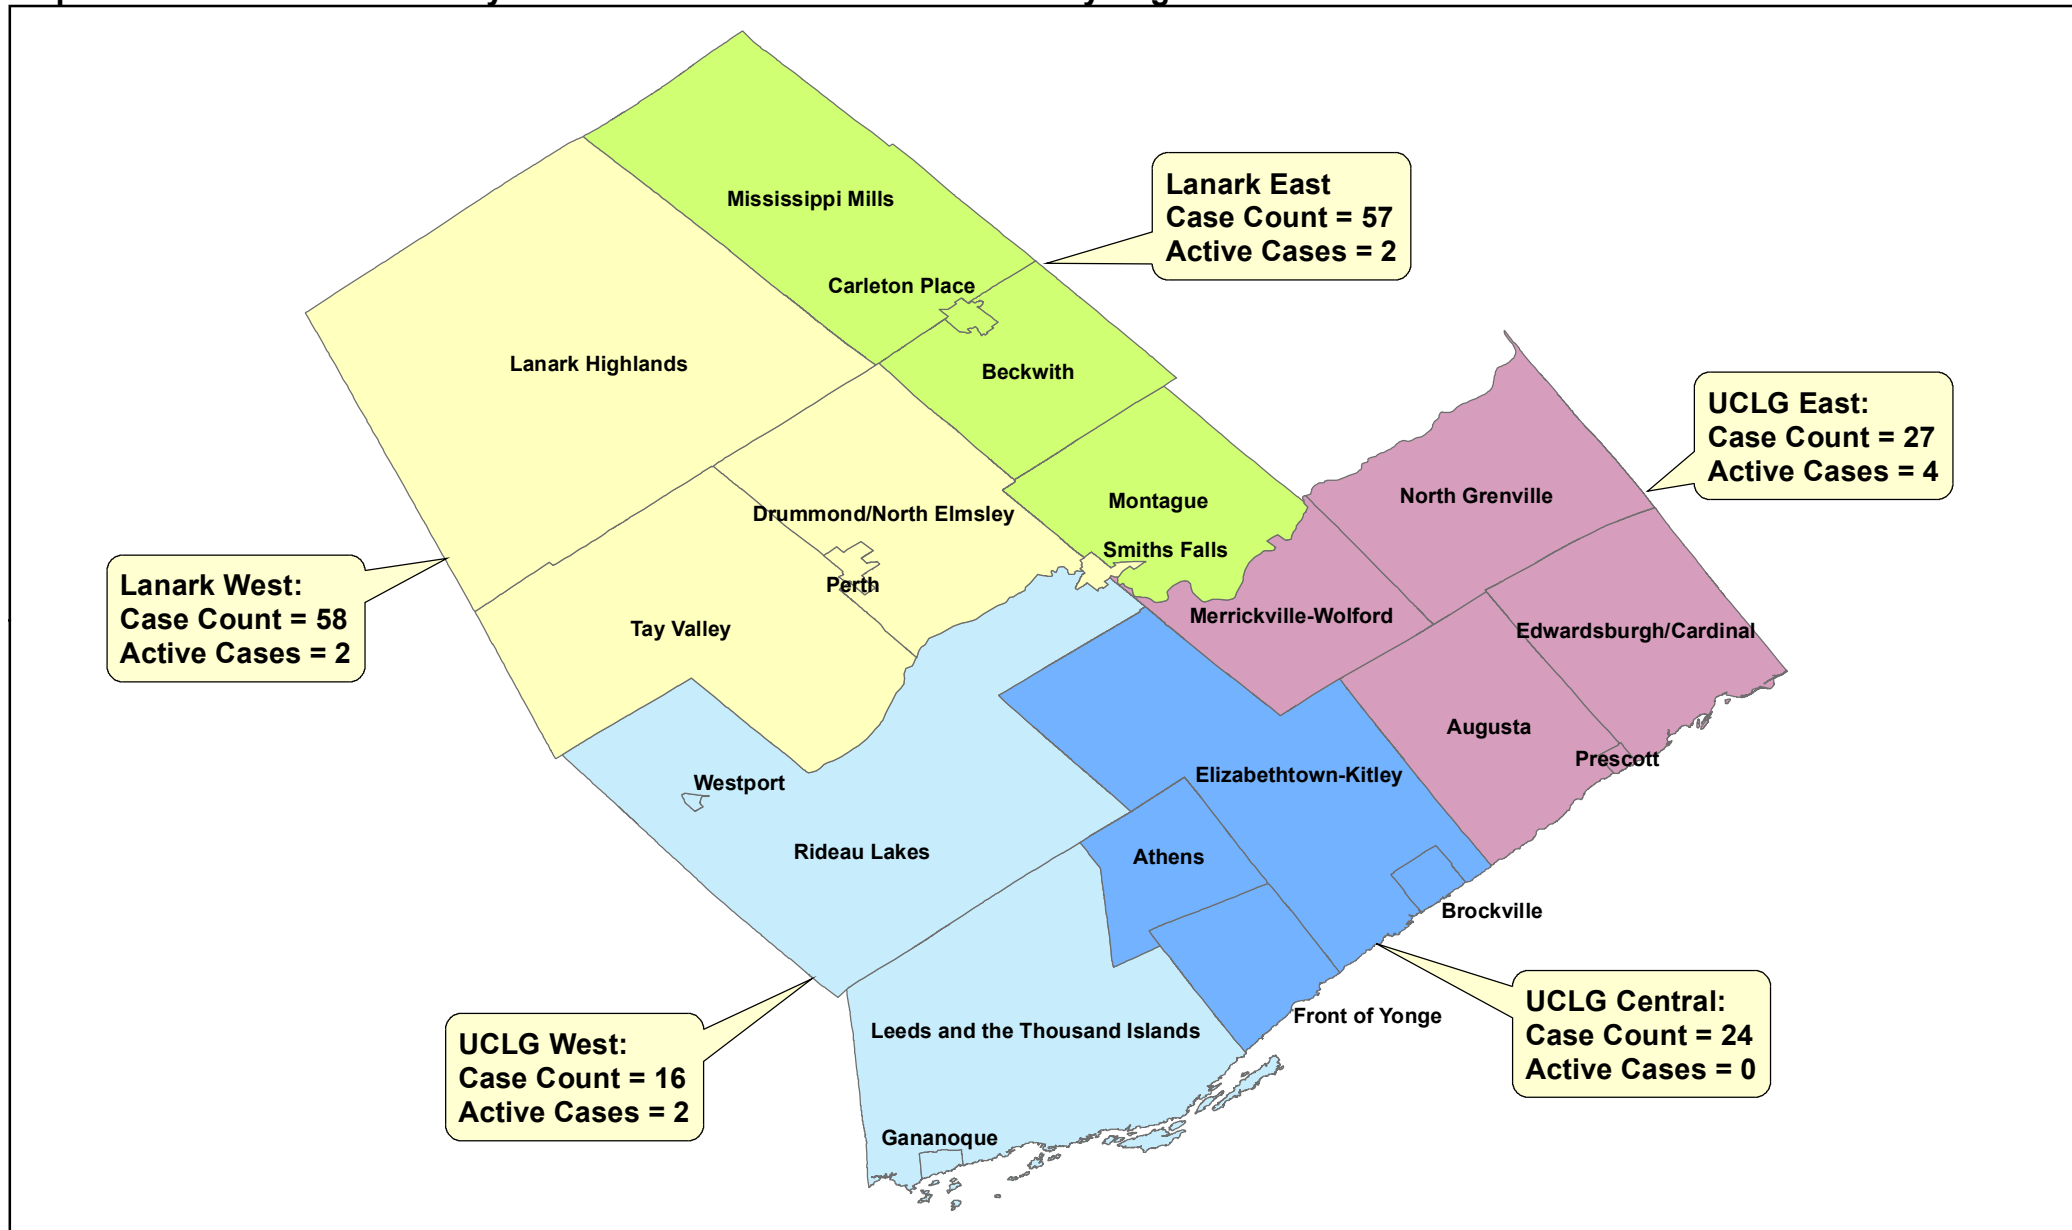 Mississippi Mills
Lanark East
Case Count = 57
Active Cases = 2
Carleton Place
Lanark Highlands
Beckwith
UCLG East:
Case Count = 27
Active Cases = 4
North Grenville
Montague
Drummond/North Elmsley
Smiths Falls
Perth
Lanark West:
Case Count = 58
Active Cases = 2
Tay Valley
Merrickville-Wolford
Edwardsburgh/Cardinal
Augusta
Prescott
Elizabethtown-Kitley
Westport
Rideau Lakes
Athens
Brockville
UCLG Central:
Case Count = 24
Active Cases = 0
Front of Yonge
Leeds and the Thousand Islands
UCLG West:
Case Count = 16
Active Cases = 2
Gananoque